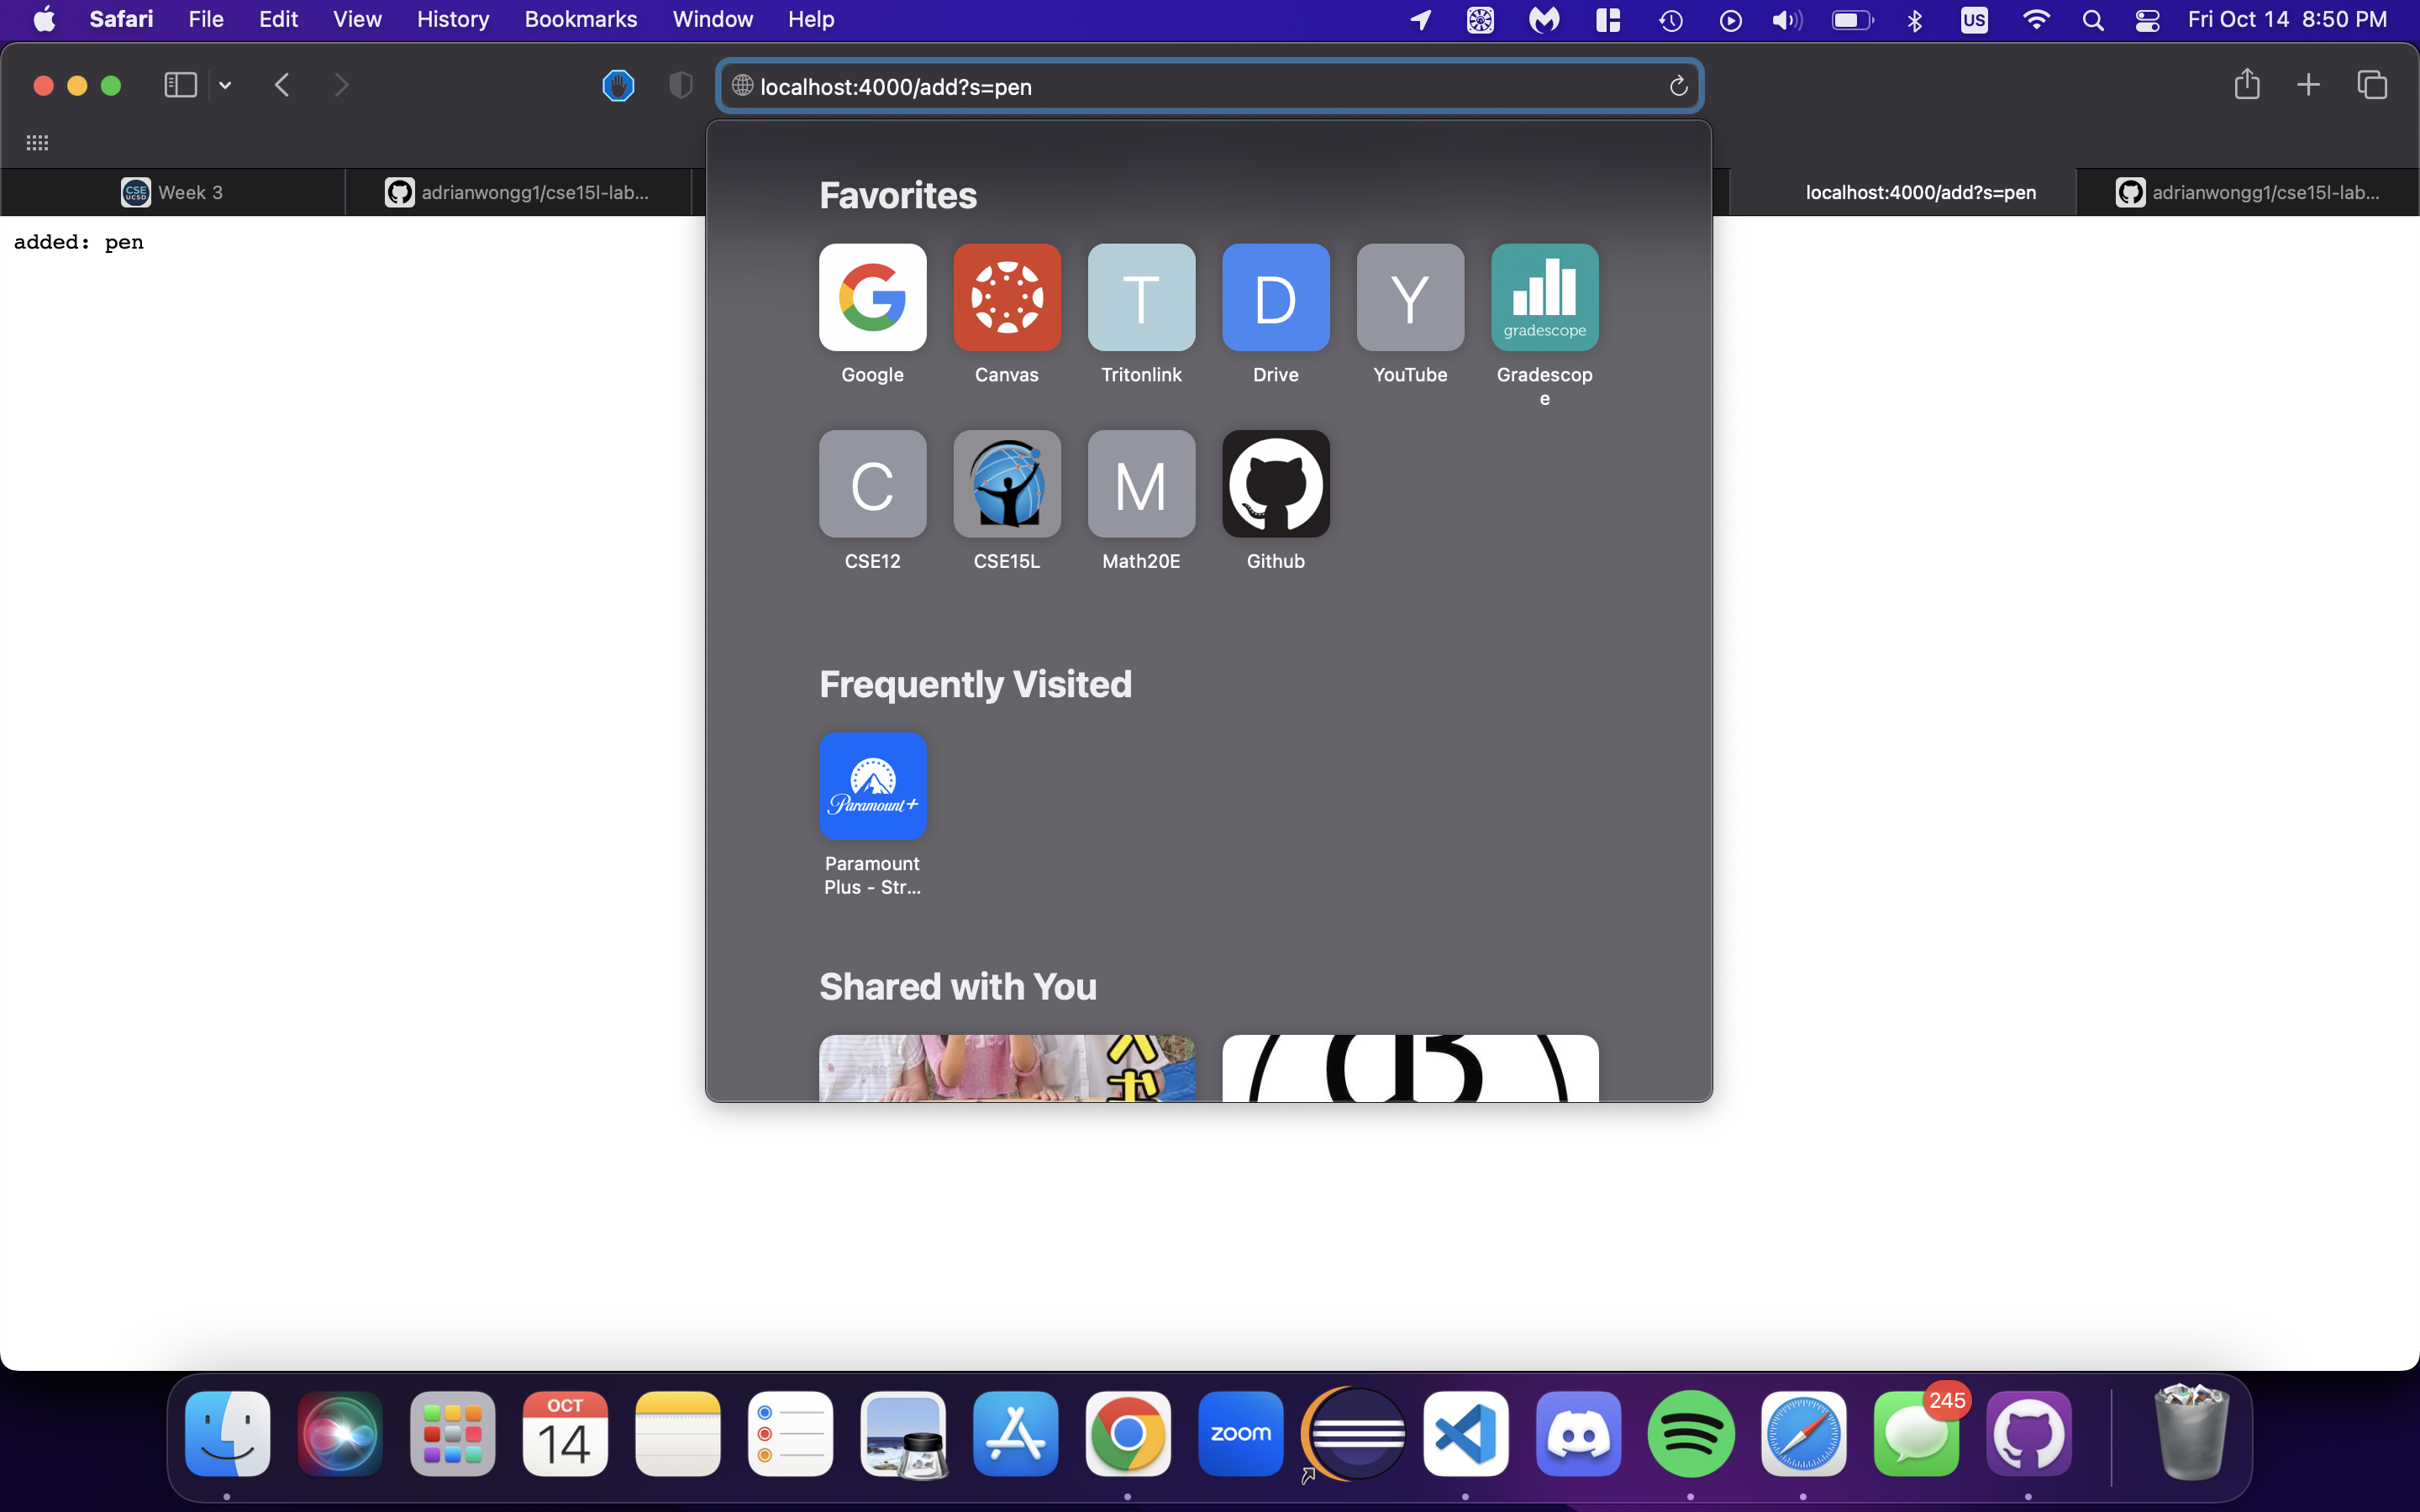 Safari File Edit View History Bookmarks Window Help US Fri Oct 14 8:50 PM
localhost:4000/add?s=pen
CSE UCSD Week 3 adrianwongg1/cse15l-lab... localhost:4000/add?s=pen adrianwongg1/cse15l-lab...
added: pen
Favorites
T D Y gradescope
Google Canvas Tritonlink Drive YouTube Gradescop
e
C M
CSE12 CSE15L Math20E Github
Frequently Visited
Paramount+
Paramount
Plus - Str...
Shared with You
OCT
14 zoom 245